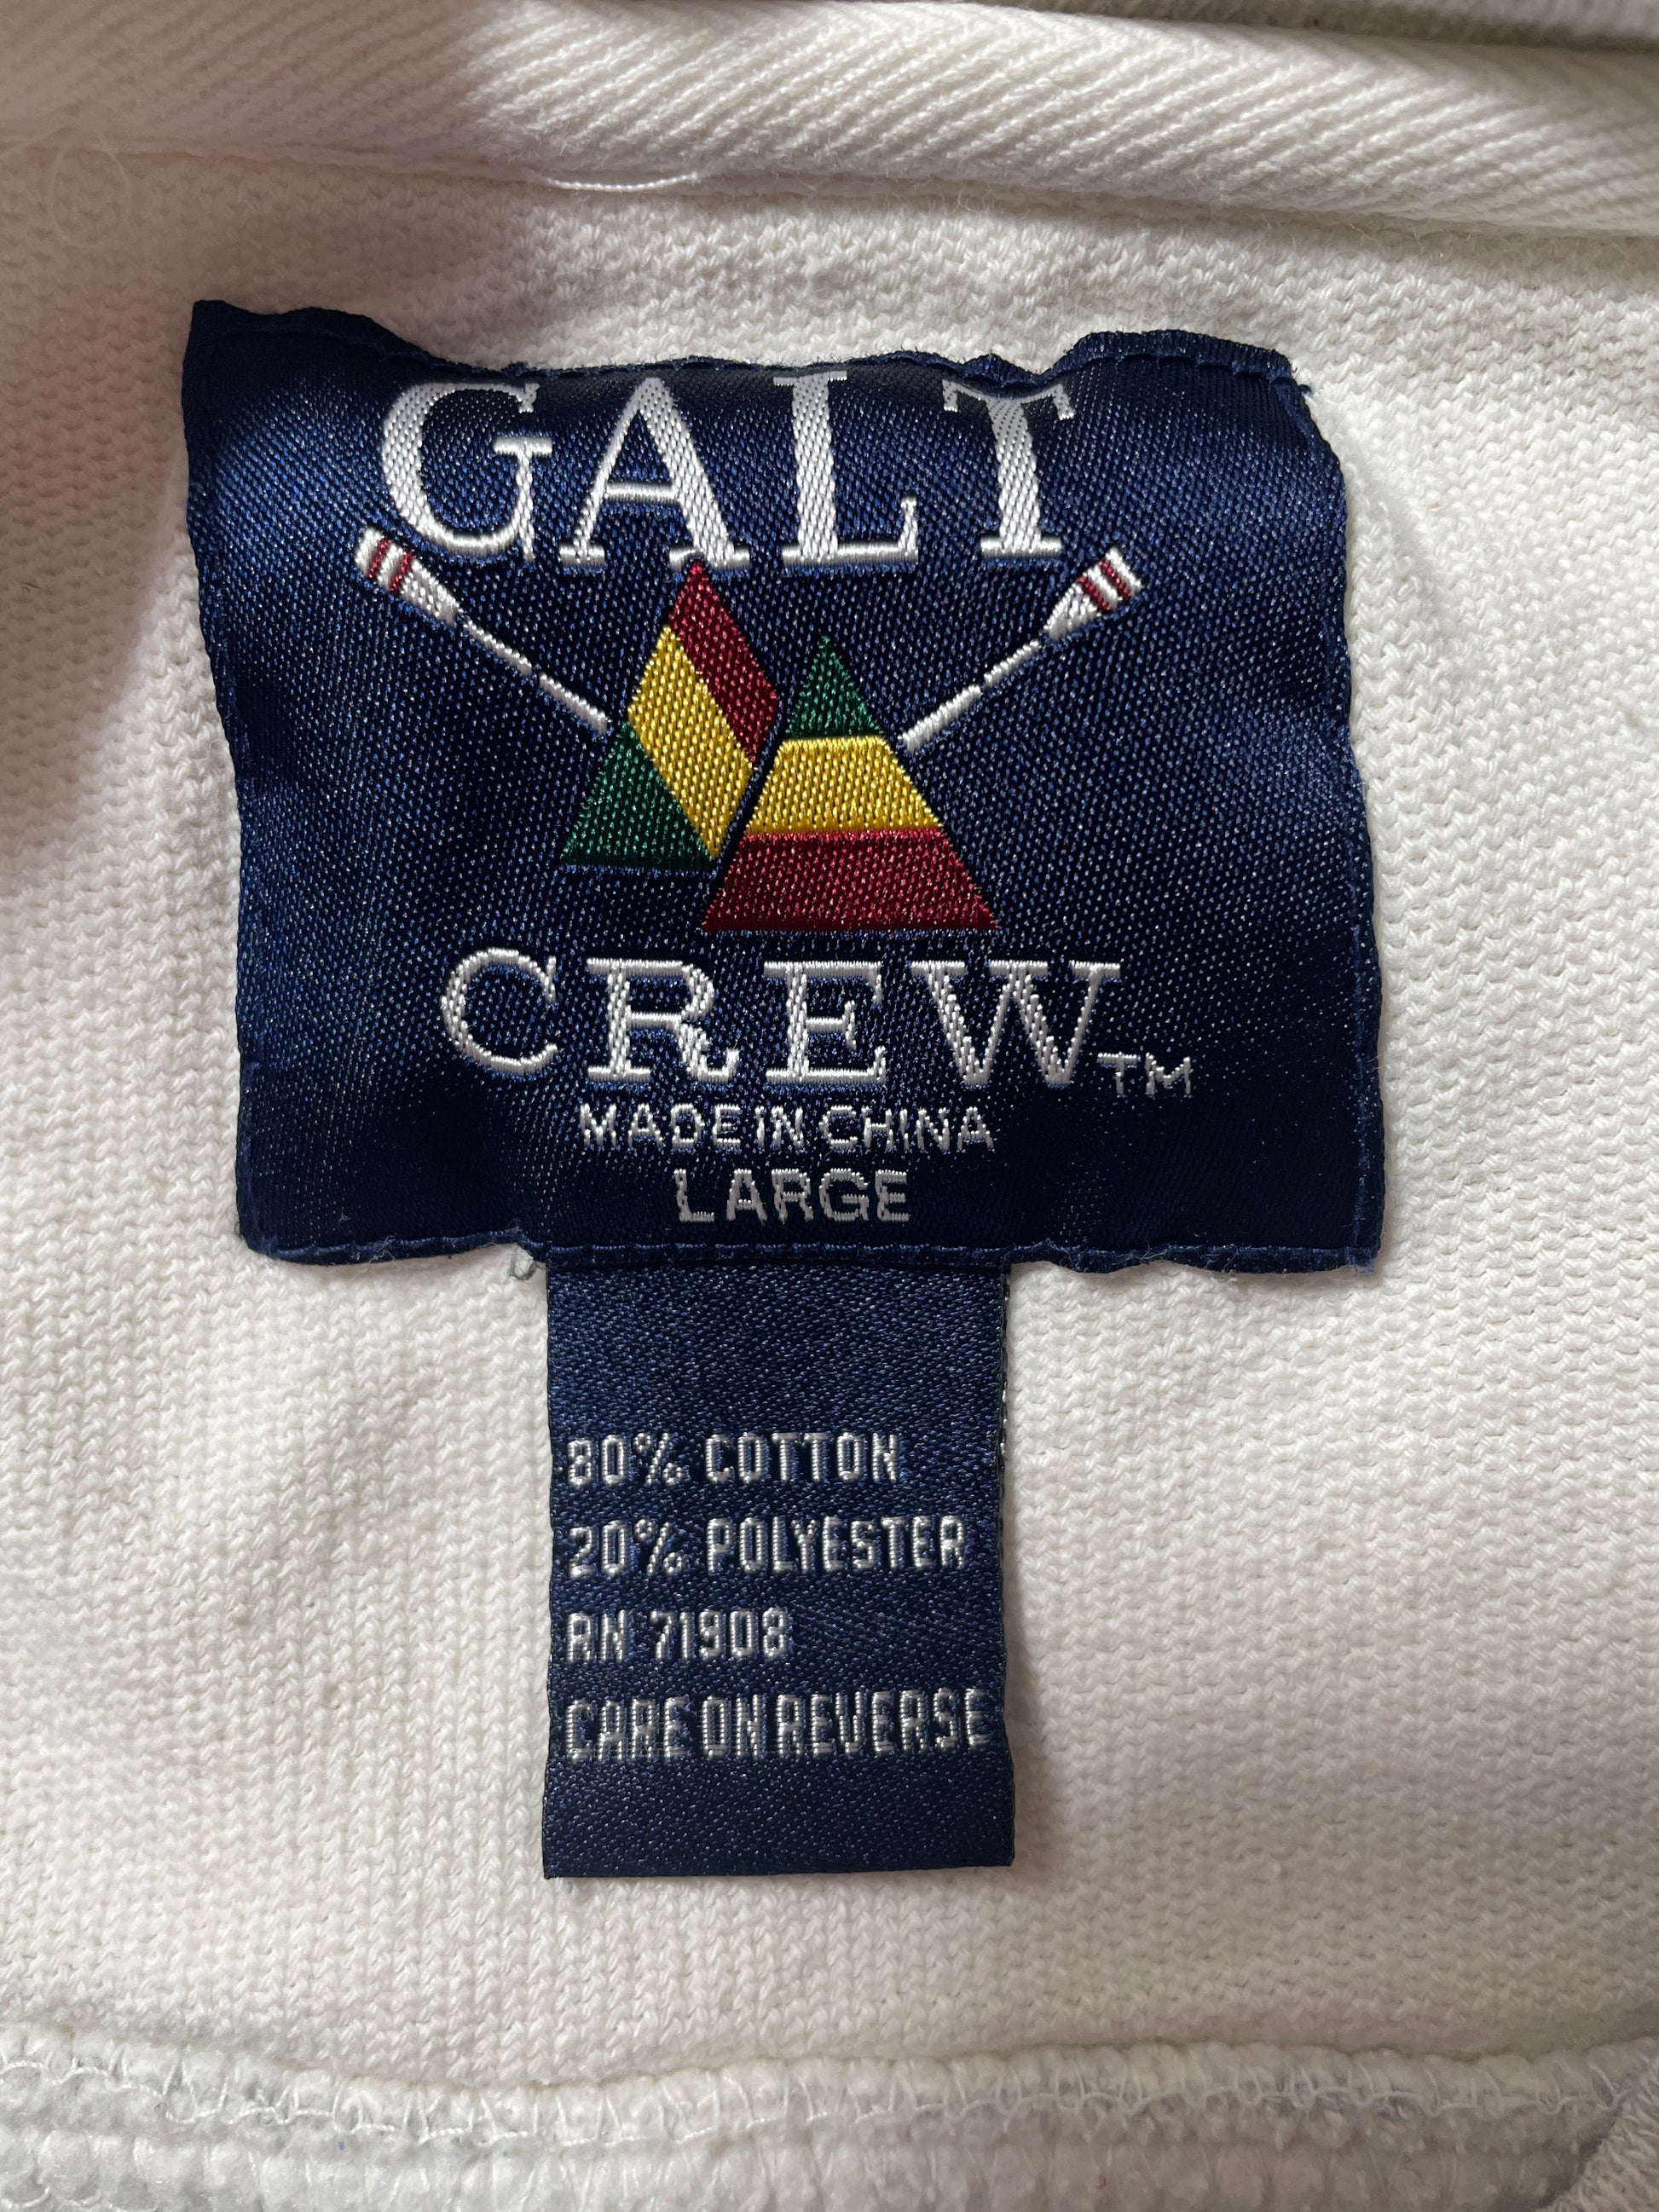 GALT
CREW™
MADE IN CHINA
LARGE
80% COTTON
20% POLYESTER
RN 71908
CARE ON REVERSE